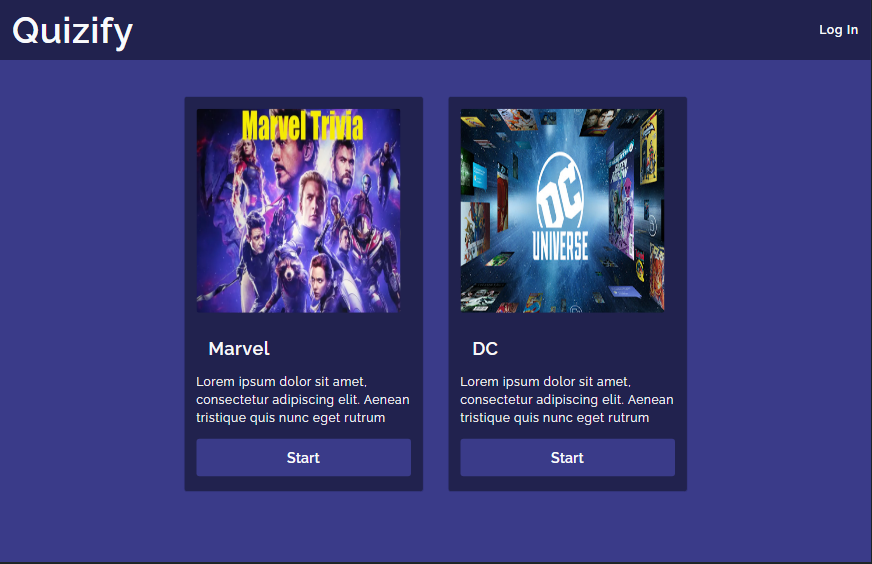 Quizify
Log In
Marvel Trivia
DC
UNIVERSE
Marvel
Lorem ipsum dolor sit amet,
consectetur adipiscing elit. Aenean
tristique quis nunc eget rutrum
Start
DC
Lorem ipsum dolor sit amet,
consectetur adipiscing elit. Aenean
tristique quis nunc eget rutrum
Start